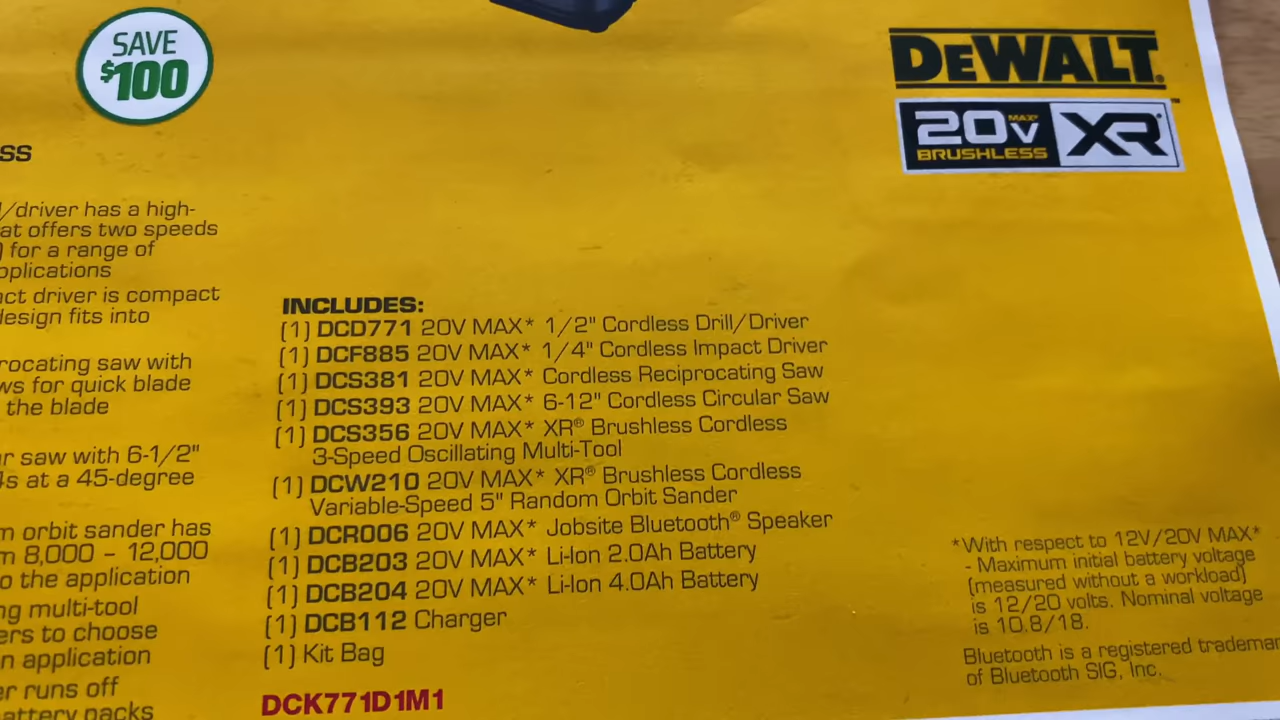 SAVE
$100
DEWALT
20V MAX*
BRUSHLESS
XR
SS
/driver has a high-
at offers two speeds
) for a range of
pplications
ct driver is compact
design fits into
rocating saw with
ws for quick blade
the blade
r saw with 6-1/2"
4s at a 45-degree
m orbit sander has
m 8,000 – 12,000
o the application
ng multi-tool
ers to choose
n application
er runs off
attery packs
INCLUDES:
(1) DCD771 20V MAX* 1/2" Cordless Drill/Driver
(1) DCF885 20V MAX* 1/4" Cordless Impact Driver
(1) DCS381 20V MAX* Cordless Reciprocating Saw
(1) DCS393 20V MAX* 6-12" Cordless Circular Saw
(1) DCS356 20V MAX* XR® Brushless Cordless
3-Speed Oscillating Multi-Tool
(1) DCW210 20V MAX* XR® Brushless Cordless
Variable-Speed 5" Random Orbit Sander
(1) DCR006 20V MAX* Jobsite Bluetooth® Speaker
(1) DCB203 20V MAX* Li-Ion 2.0Ah Battery
(1) DCB204 20V MAX* Li-Ion 4.0Ah Battery
(1) DCB112 Charger
(1) Kit Bag
DCK771D1M1
*With respect to 12V/20V MAX*
- Maximum initial battery voltage
(measured without a workload)
is 12/20 volts. Nominal voltage
is 10.8/18.
Bluetooth is a registered tradema
of Bluetooth SIG, Inc.